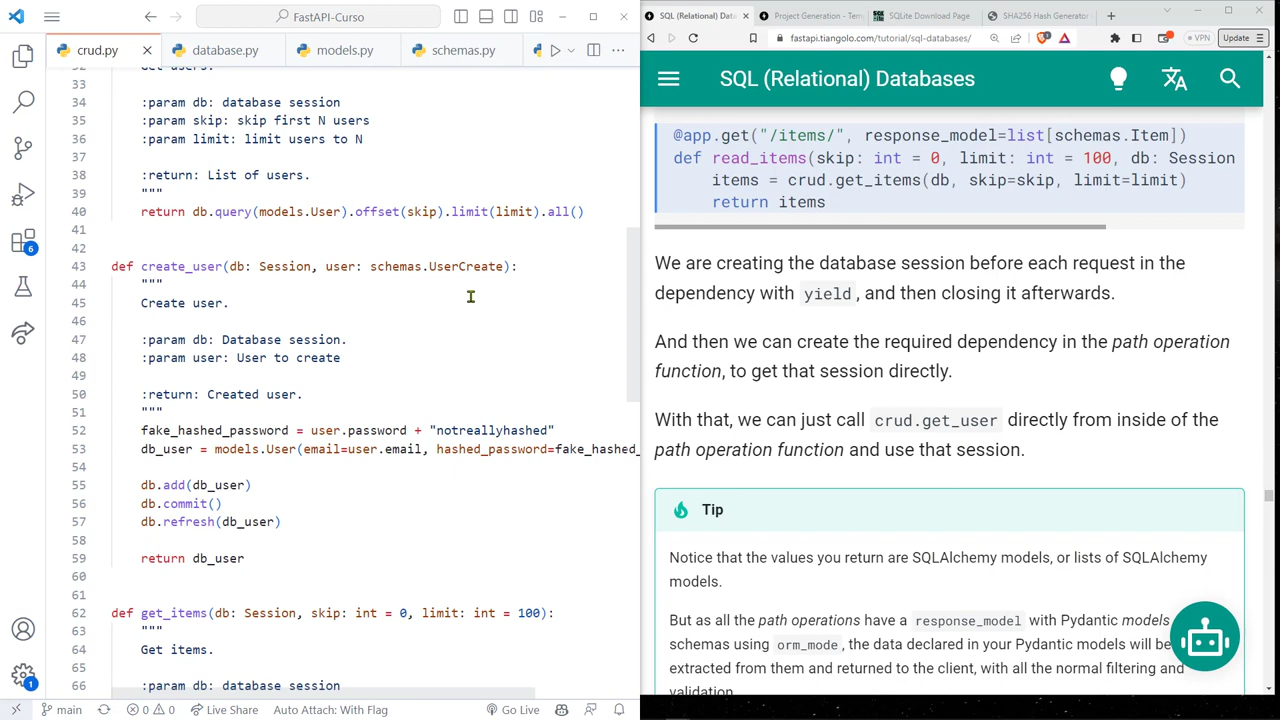 FastAPI-Curso
crud.py
database.py
models.py
schemas.py
33
34
35
36
37
38
39
40
41
42
43
44
45
46
47
48
49
50
51
52
53
54
55
56
57
58
59
60
61
62
63
64
65
66
Get users.
:param db: database session
:param skip: skip first N users
:param limit: limit users to N
:return: List of users.
"""
return db.query(models.User).offset(skip).limit(limit).all()
def create_user(db: Session, user: schemas.UserCreate):
"""
Create user.
:param db: Database session.
:param user: User to create
:return: Created user.
"""
fake_hashed_password = user.password + "notreallyhashed"
db_user = models.User(email=user.email, hashed_password=fake_hashed_
db.add(db_user)
db.commit()
db.refresh(db_user)
return db_user
def get_items(db: Session, skip: int = 0, limit: int = 100):
"""
Get items.
:param db: database session
6
1
main
0
0
Live Share
Auto Attach: With Flag
Go Live
SQL (Relational) Data
Project Generation - Tem
SQLite Download Page
SHA256 Hash Generator
fastapi.tiangolo.com/tutorial/sql-databases/
VPN
Update
SQL (Relational) Databases
@app.get("/items/", response_model=list[schemas.Item])
def read_items(skip: int = 0, limit: int = 100, db: Session
items = crud.get_items(db, skip=skip, limit=limit)
return items
We are creating the database session before each request in the
dependency with yield, and then closing it afterwards.
And then we can create the required dependency in the path operation
function, to get that session directly.
With that, we can just call crud.get_user directly from inside of the
path operation function and use that session.
Tip
Notice that the values you return are SQLAlchemy models, or lists of SQLAlchemy
models.
But as all the path operations have a response_model with Pydantic models
schemas using orm_mode, the data declared in your Pydantic models will be
extracted from them and returned to the client, with all the normal filtering and
validation.